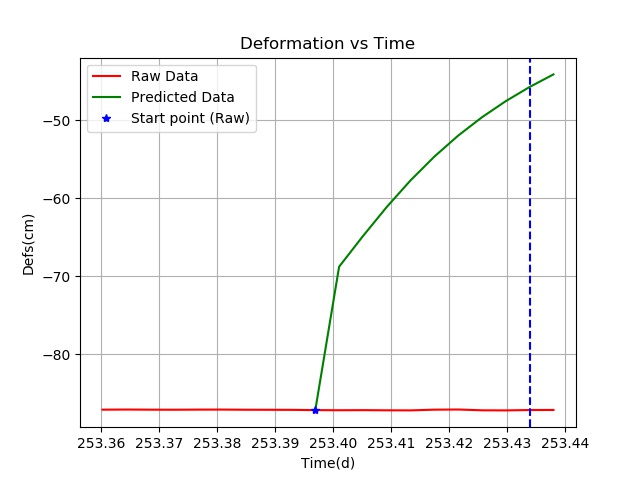 Deformation vs Time
Raw Data
Predicted Data
Start point (Raw)
−50
−60
−70
−80
Defs(cm)
253.36 253.37 253.38 253.39 253.40 253.41 253.42 253.43 253.44
Time(d)